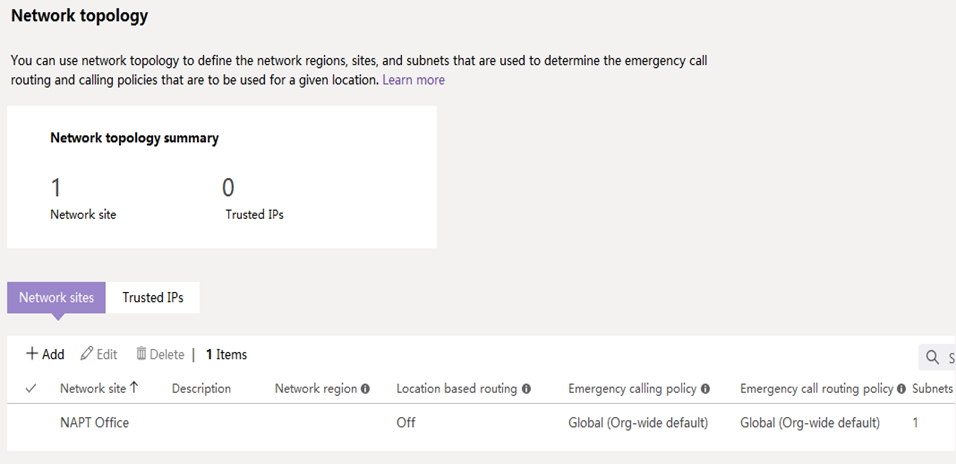 Network topology
You can use network topology to define the network regions, sites, and subnets that are used to determine the emergency call
routing and calling policies that are to be used for a given location. Learn more
Network topology summary
1 0
Network site Trusted IPs
Network sites Trusted IPs
+ Add Edit Delete | 1 Items S
Network site ↑ Description Network region Location based routing Emergency calling policy Emergency call routing policy Subnets
NAPT Office Off Global (Org-wide default) Global (Org-wide default) 1